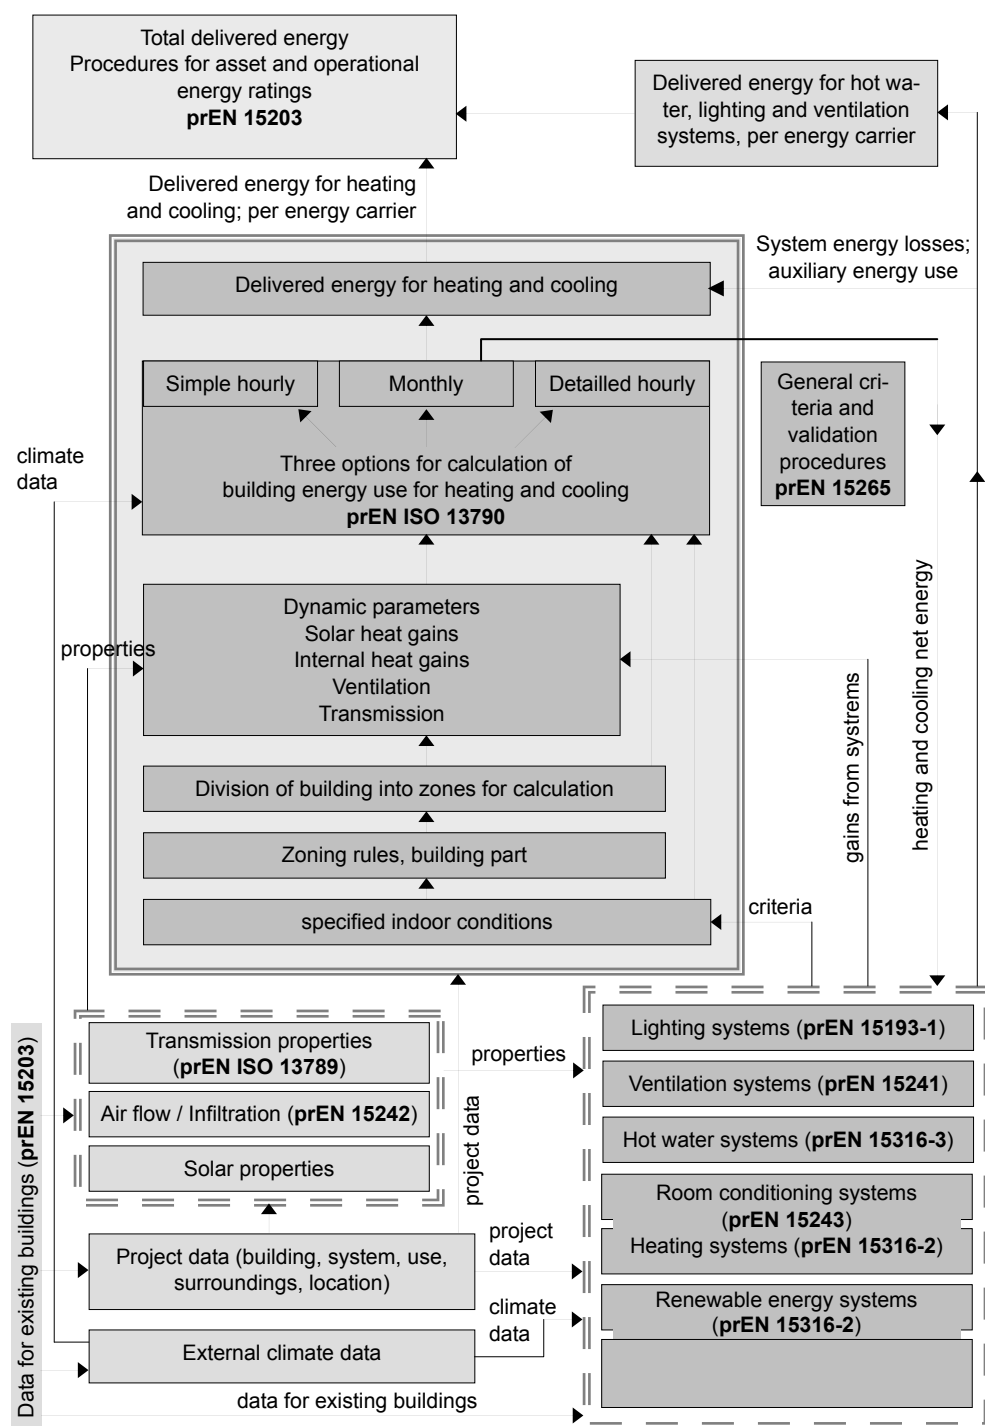 Total delivered energy
Procedures for asset and operational
energy ratings
prEN 15203
Delivered energy for hot wa-
ter, lighting and ventilation
systems, per energy carrier
Delivered energy for heating
and cooling; per energy carrier
System energy losses;
auxiliary energy use
Delivered energy for heating and cooling
Simple hourly
Monthly
Detailled hourly
Three options for calculation of
building energy use for heating and cooling
prEN ISO 13790
General cri-
teria and
validation
procedures
prEN 15265
climate
data
Dynamic parameters
Solar heat gains
Internal heat gains
Ventilation
Transmission
properties
gains from systrems
heating and cooling net energy
Division of building into zones for calculation
Zoning rules, building part
specified indoor conditions
criteria
Data for existing buildings (prEN 15203)
Transmission properties
(prEN ISO 13789)
Air flow / Infiltration (prEN 15242)
Solar properties
properties
project data
Lighting systems (prEN 15193-1)
Ventilation systems (prEN 15241)
Hot water systems (prEN 15316-3)
Room conditioning systems
(prEN 15243)
Heating systems (prEN 15316-2)
Renewable energy systems
(prEN 15316-2)
Project data (building, system, use,
surroundings, location)
project
data
External climate data
climate
data
data for existing buildings